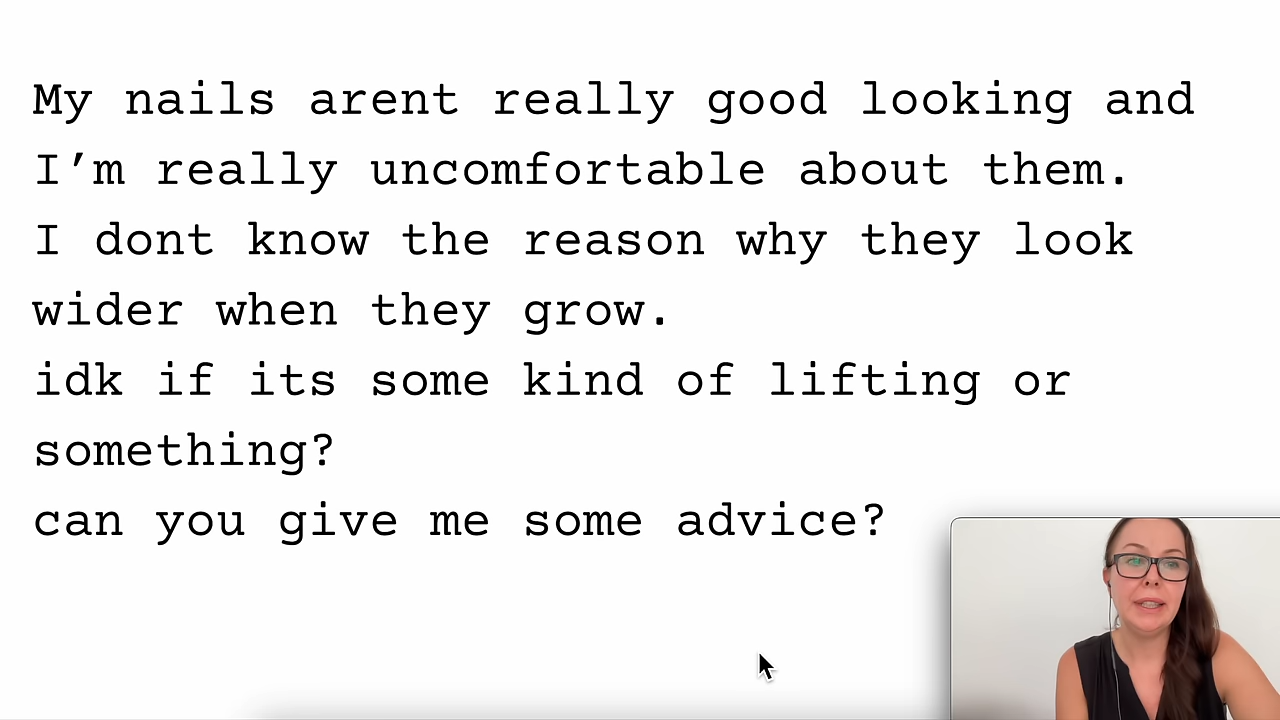 My nails arent really good looking and
I’m really uncomfortable about them.
I dont know the reason why they look
wider when they grow.
idk if its some kind of lifting or
something?
can you give me some advice?